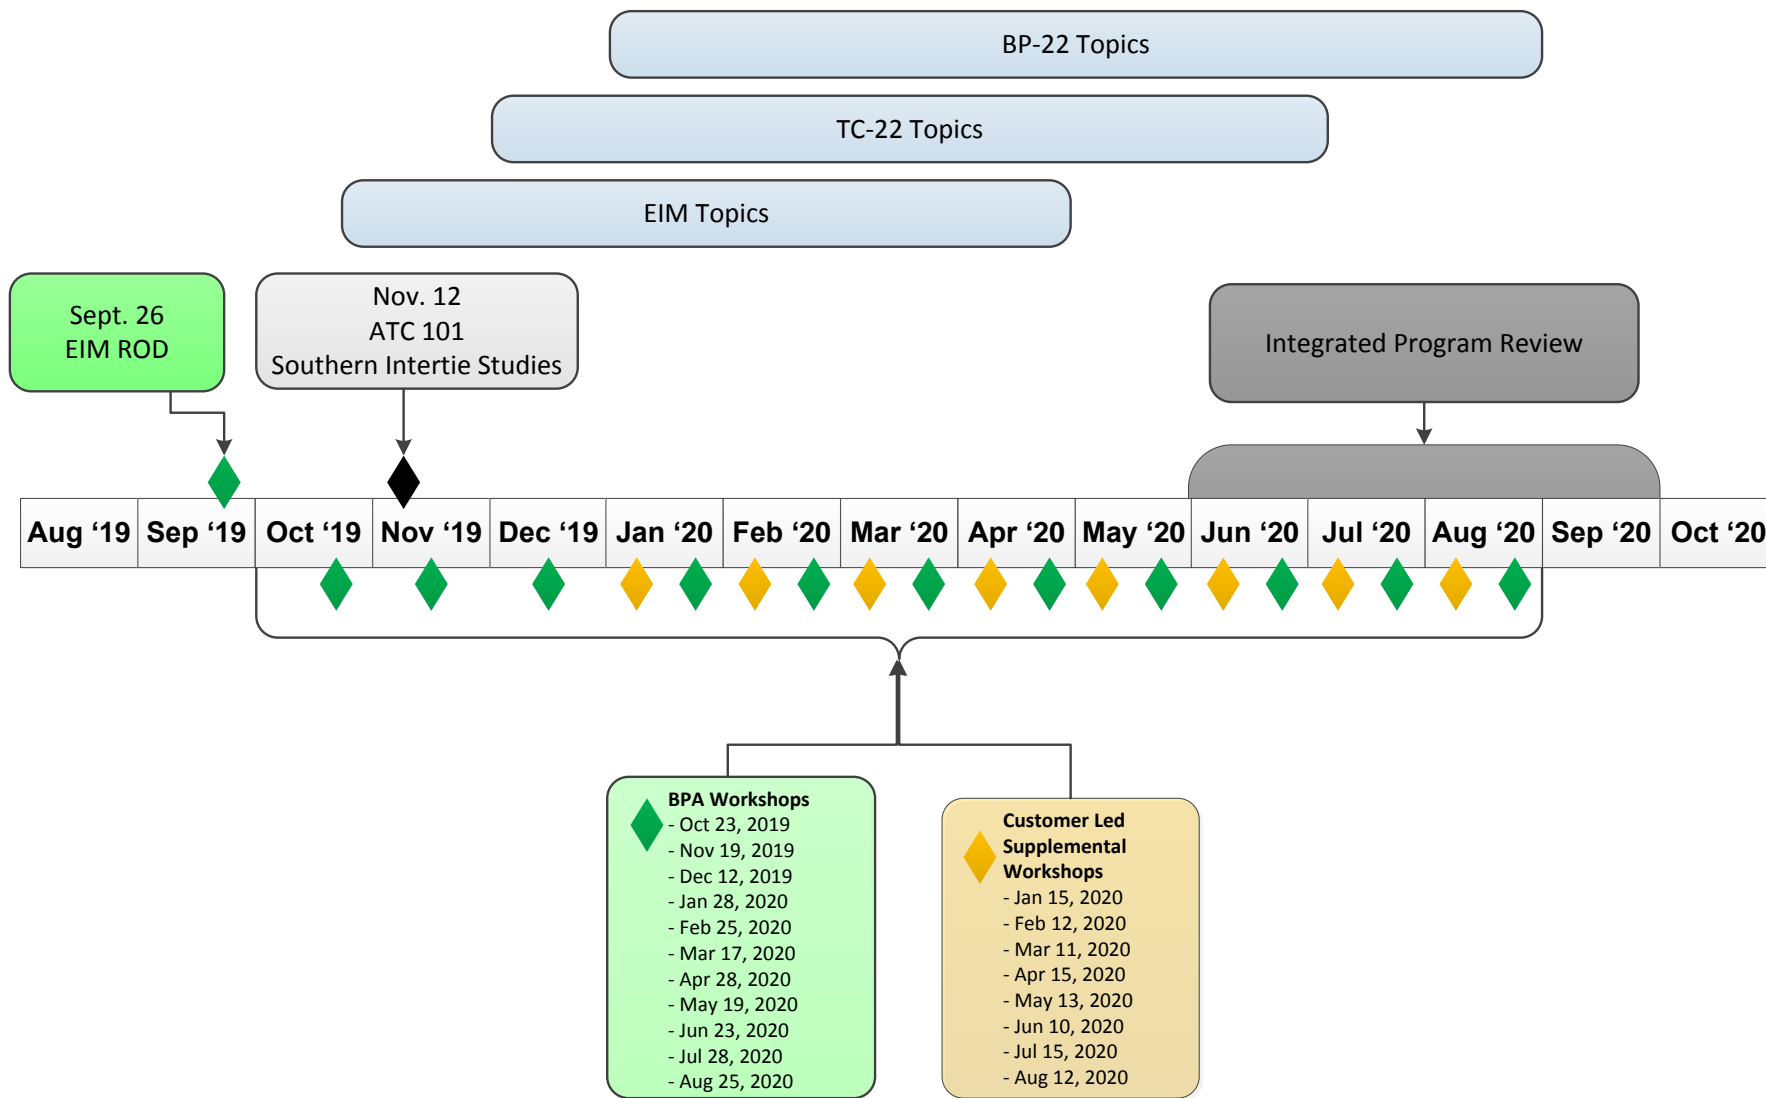 BP-22 Topics
TC-22 Topics
EIM Topics
Sept. 26
EIM ROD
Nov. 12
ATC 101
Southern Intertie Studies
Integrated Program Review
Aug ‘19 Sep ‘19 Oct ‘19 Nov ‘19 Dec ‘19 Jan ‘20 Feb ‘20 Mar ‘20 Apr ‘20 May ‘20 Jun ‘20 Jul ‘20 Aug ‘20 Sep ‘20 Oct ‘20
BPA Workshops
- Oct 23, 2019
- Nov 19, 2019
- Dec 12, 2019
- Jan 28, 2020
- Feb 25, 2020
- Mar 17, 2020
- Apr 28, 2020
- May 19, 2020
- Jun 23, 2020
- Jul 28, 2020
- Aug 25, 2020
Customer Led
Supplemental
Workshops
- Jan 15, 2020
- Feb 12, 2020
- Mar 11, 2020
- Apr 15, 2020
- May 13, 2020
- Jun 10, 2020
- Jul 15, 2020
- Aug 12, 2020